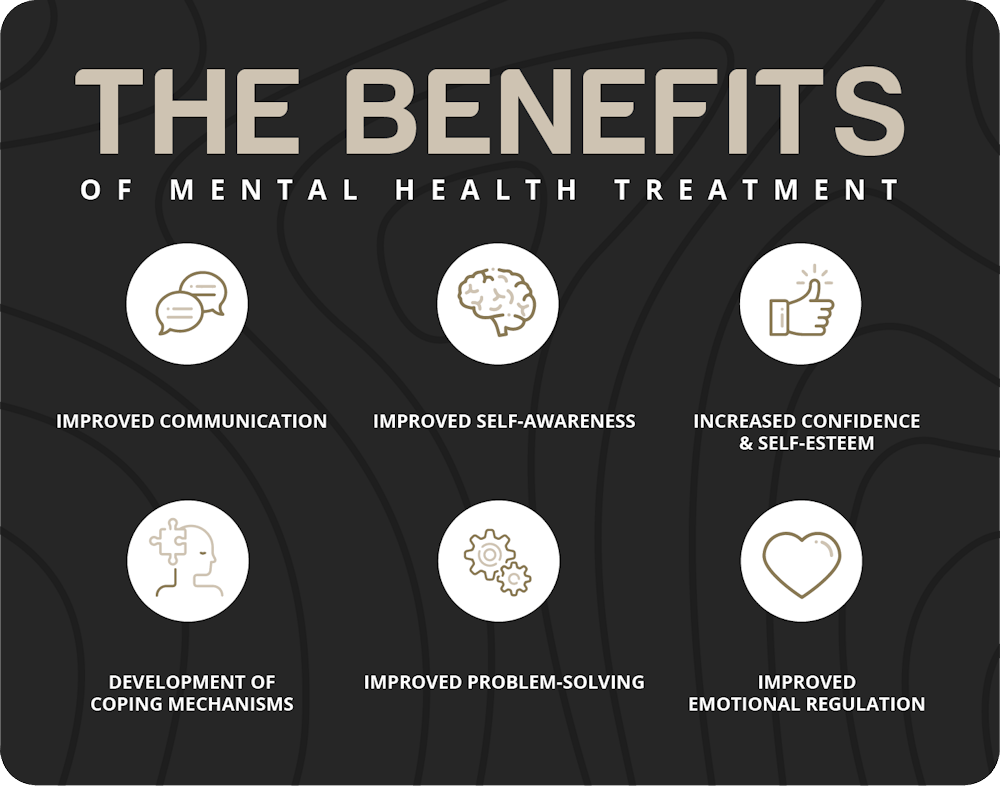 THE BENEFITS
OF MENTAL HEALTH TREATMENT
IMPROVED COMMUNICATION
IMPROVED SELF-AWARENESS
INCREASED CONFIDENCE
& SELF-ESTEEM
DEVELOPMENT OF
COPING MECHANISMS
IMPROVED PROBLEM-SOLVING
IMPROVED
EMOTIONAL REGULATION